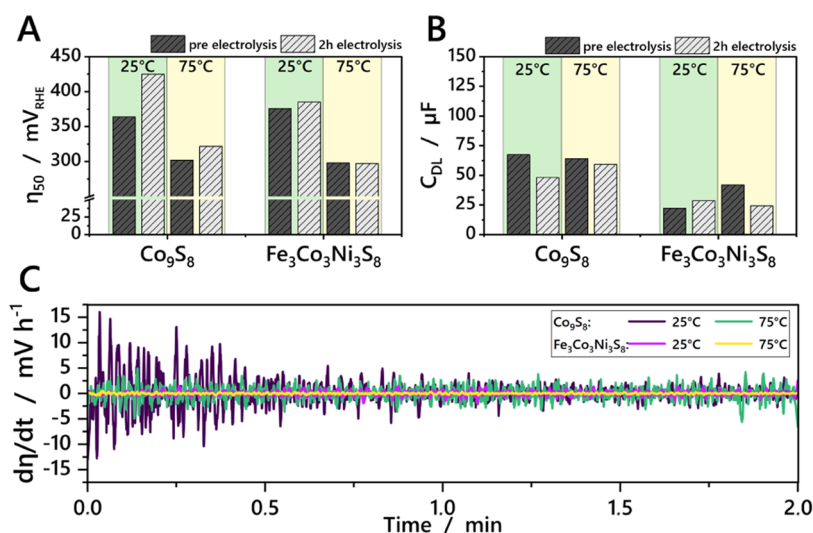 A
B
pre electrolysis 2h electrolysis
pre electrolysis 2h electrolysis
450
400
350
300
25
0
η₅₀ / mV_RHE
25°C 75°C 25°C 75°C
Co₉S₈ Fe₃Co₃Ni₃S₈
150
125
100
75
50
25
0
C_DL / µF
25°C 75°C 25°C 75°C
Co₉S₈ Fe₃Co₃Ni₃S₈
C
15
10
5
0
-5
-10
-15
dη/dt / mV h⁻¹
Co₉S₈: 25°C 75°C
Fe₃Co₃Ni₃S₈: 25°C 75°C
0.0 0.5 1.0 1.5 2.0
Time / min